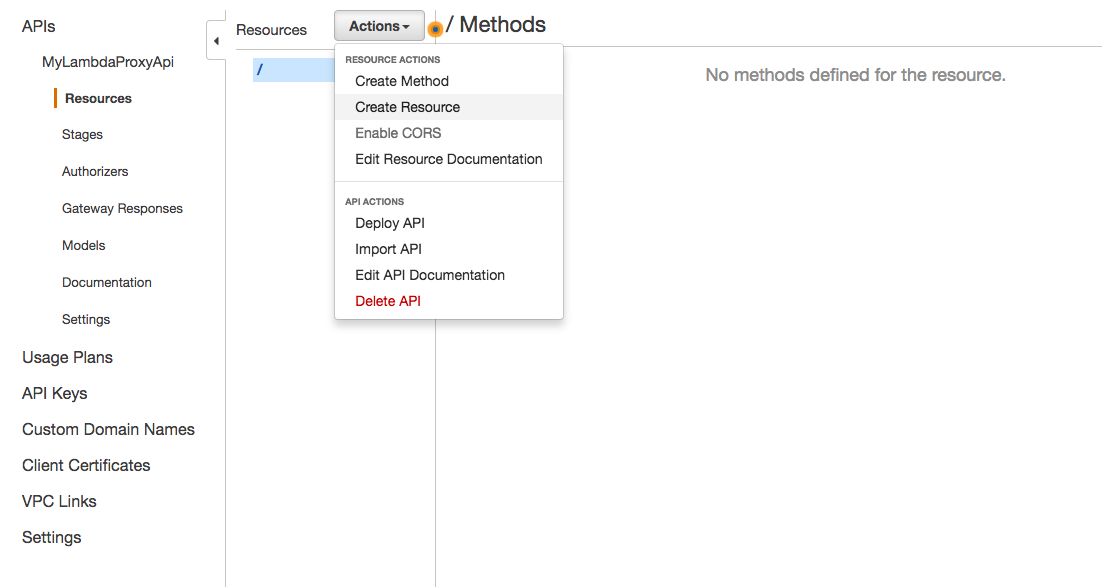 APIs
MyLambdaProxyApi
Resources
Stages
Authorizers
Gateway Responses
Models
Documentation
Settings
Usage Plans
API Keys
Custom Domain Names
Client Certificates
VPC Links
Settings
Resources
Actions
/ Methods
/
RESOURCE ACTIONS
Create Method
Create Resource
Enable CORS
Edit Resource Documentation
API ACTIONS
Deploy API
Import API
Edit API Documentation
Delete API
No methods defined for the resource.